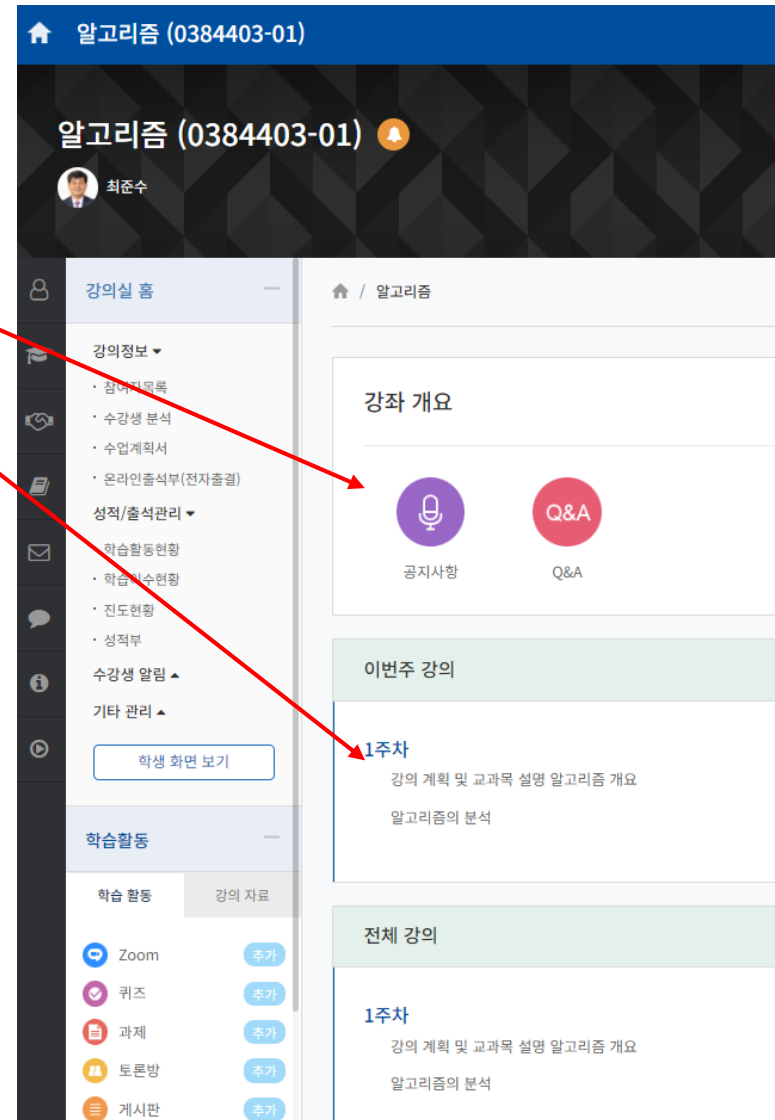 알고리즘 (0384403-01)
알고리즘 (0384403-01)
최준수
강의실 홈
강의정보
· 참여자목록
· 수강생 분석
· 수업계획서
· 온라인출석부(전자출결)
성적/출석관리
· 학습활동현황
· 학습이수현황
· 진도현황
· 성적부
수강생 알림
기타 관리
학생 화면 보기
학습활동
학습 활동 강의 자료
Zoom 추가
퀴즈 추가
과제 추가
토론방 추가
게시판 추가
/ 알고리즘
강좌 개요
Q&A
공지사항 Q&A
이번주 강의
1주차
강의 계획 및 교과목 설명 알고리즘 개요
알고리즘의 분석
전체 강의
1주차
강의 계획 및 교과목 설명 알고리즘 개요
알고리즘의 분석